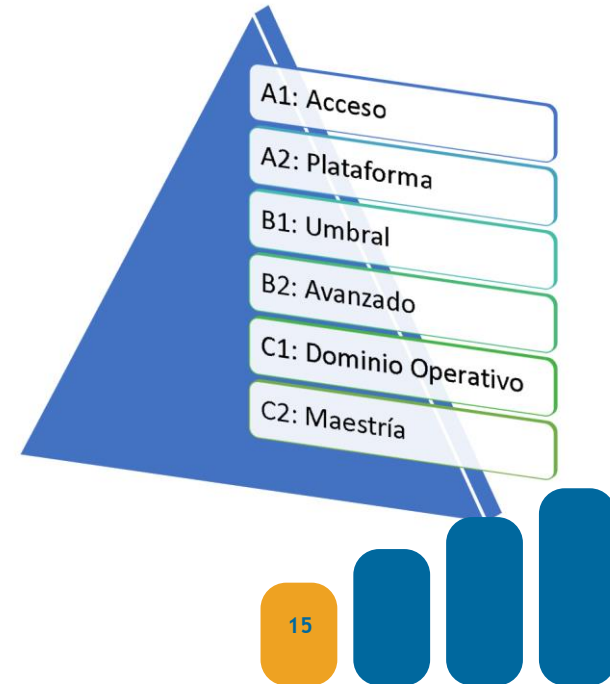 A1: Acceso
A2: Plataforma
B1: Umbral
B2: Avanzado
C1: Dominio Operativo
C2: Maestría
15